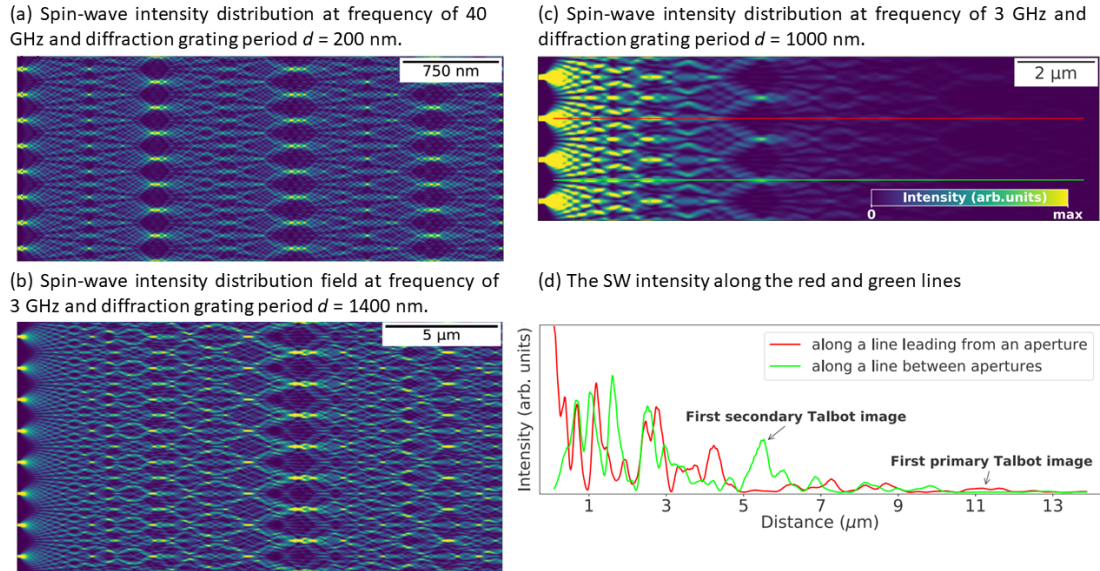 (a) Spin-wave intensity distribution at frequency of 40
GHz and diffraction grating period d = 200 nm.
750 nm
(b) Spin-wave intensity distribution field at frequency of
3 GHz and diffraction grating period d = 1400 nm.
5 μm
(c) Spin-wave intensity distribution at frequency of 3 GHz and
diffraction grating period d = 1000 nm.
2 μm
Intensity (arb.units)
0 max
(d) The SW intensity along the red and green lines
Intensity (arb. units)
along a line leading from an aperture
along a line between apertures
First secondary Talbot image
First primary Talbot image
1 3 5 7 9 11 13
Distance (μm)